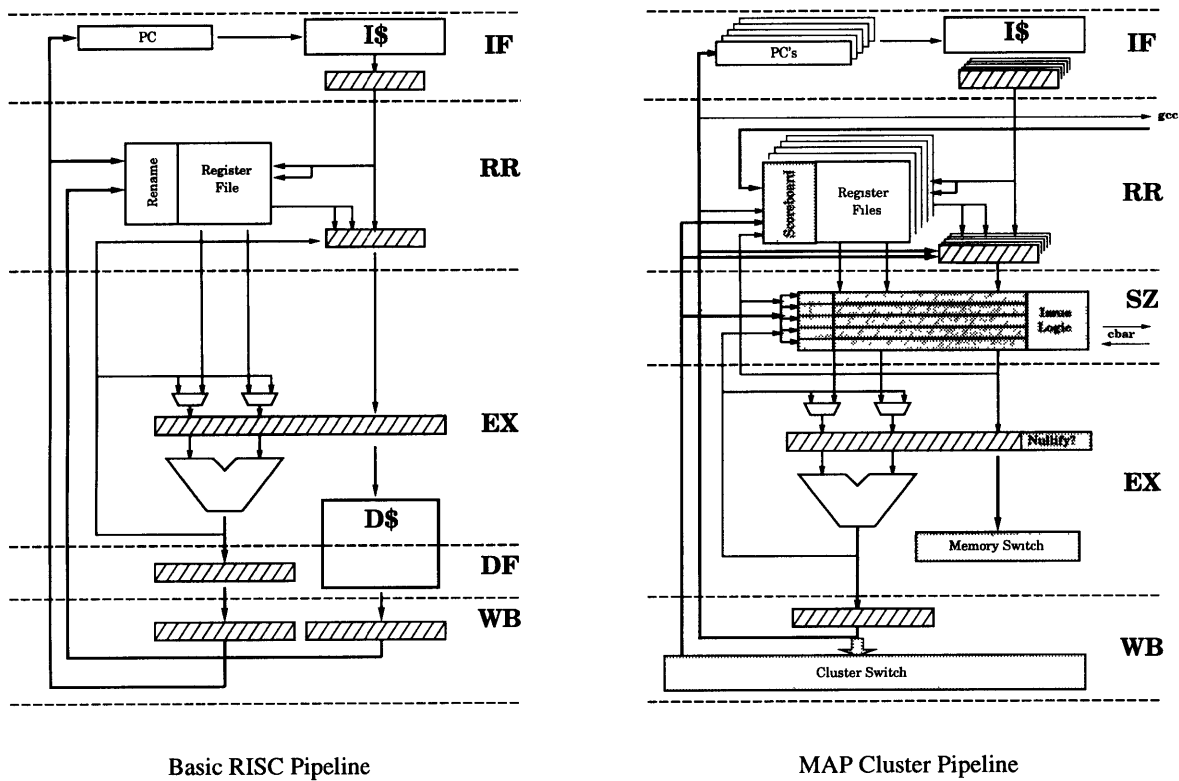 PC
I$
IF
Rename
Register
File
RR
EX
D$
DF
WB
Basic RISC Pipeline
PC's
I$
IF
gcc
Scoreboard
Register
Files
RR
SZ
Issue
Logic
cbar
Nullify?
EX
Memory Switch
WB
Cluster Switch
MAP Cluster Pipeline